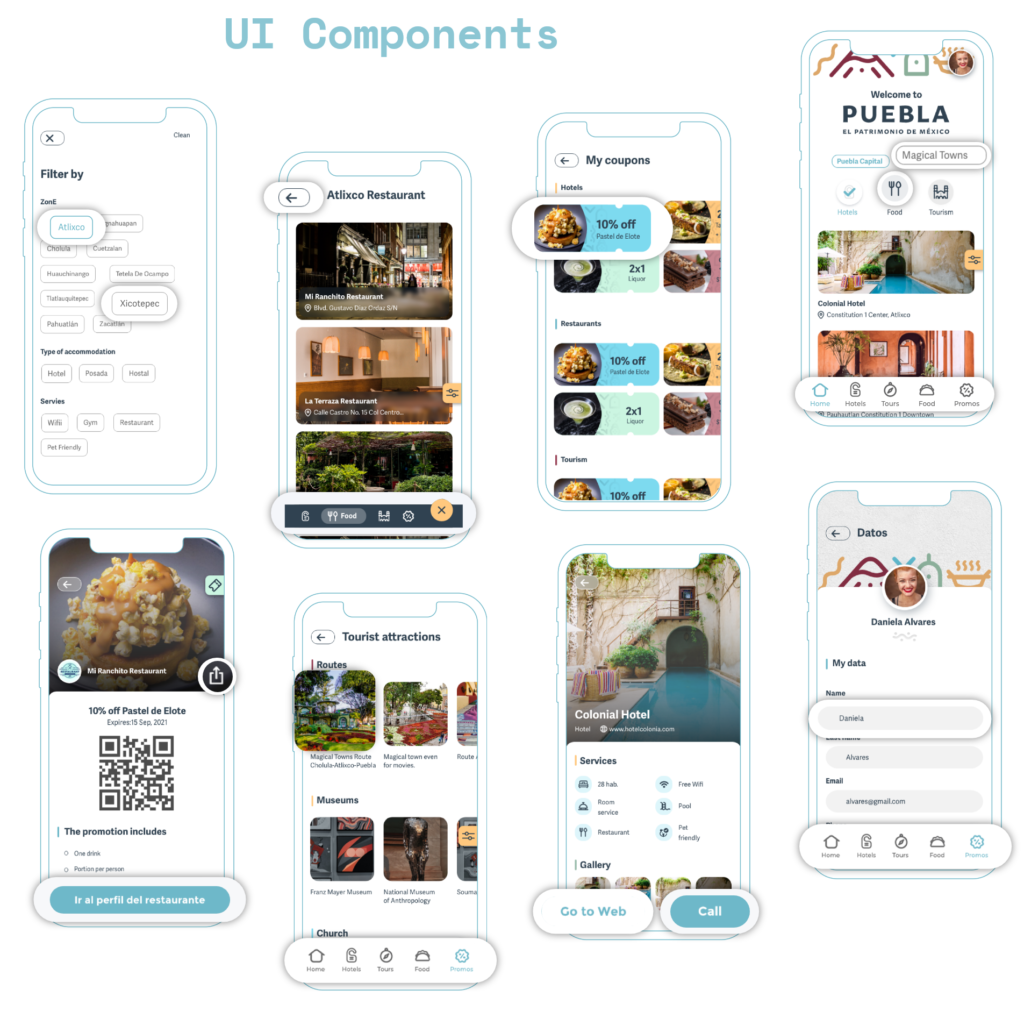 UI Components
Clean
Filter by
ZonE
Atlixco
gnahuapan
Cholula
Cuetzalan
Huauchinango
Tetela De Ocampo
Tlatlauquitepec
Xicotepec
Pahuatlán
Zacatlán
Type of accommodation
Hotel
Posada
Hostal
Servies
Wifii
Gym
Restaurant
Pet Friendly
Atlixco Restaurant
Mi Ranchito Restaurant
Blvd. Gustavo Díaz Ordaz S/N
La Terraza Restaurant
Calle Castro No. 15 Col Centro...
Food
My coupons
Hotels
10% off
Pastel de Elote
2x1
Liquor
Restaurants
10% off
Pastel de Elote
2x1
Liquor
Tourism
10% off
Welcome to
PUEBLA
EL PATRIMONIO DE MÉXICO
Puebla Capital
Magical Towns
Hotels
Food
Tourism
Colonial Hotel
Constitution 1 Center, Atlixco
Home
Hotels
Tours
Food
Promos
Pauhautlan Constitution 1 Downtown
Mi Ranchito Restaurant
10% off Pastel de Elote
Expires:15 Sep, 2021
The promotion includes
One drink
Portion per person
Ir al perfil del restaurante
Tourist attractions
Routes
Magical Towns Route
Cholula-Atlixco-Puebla
Magical town even
for movies.
Route
Museums
Franz Mayer Museum
National Museum
of Anthropology
Souma
Church
Home
Hotels
Tours
Food
Promos
Colonial Hotel
Hotel
www.hotelcolonia.com
Services
28 hab.
Free Wifi
Room
service
Pool
Restaurant
Pet
friendly
Gallery
Go to Web
Call
Datos
Daniela Alvares
My data
Name
Daniela
Last name
Alvares
Email
alvares@gmail.com
Home
Hotels
Tours
Food
Promos